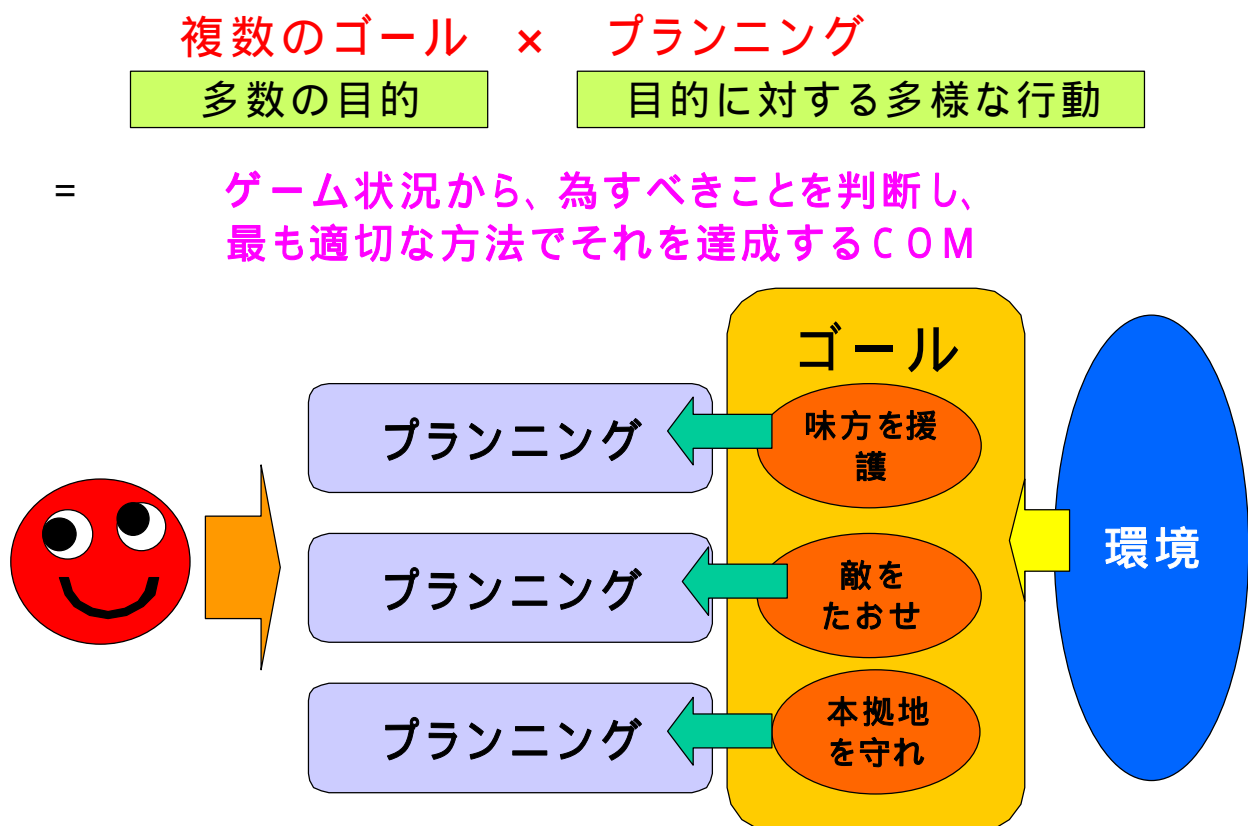 複数のゴール × プランニング
多数の目的 目的に対する多様な行動
= ゲーム状況から、為すべきことを判断し、
最も適切な方法でそれを達成するCOM
ゴール
プランニング
味方を援
護
プランニング
敵を
たおせ
プランニング
本拠地
を守れ
環境